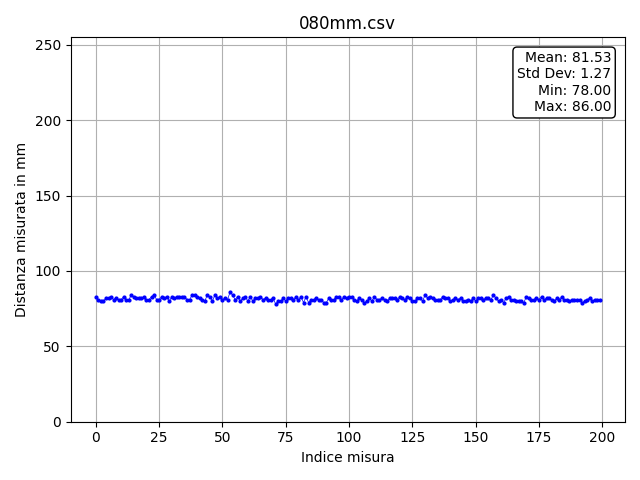 080mm.csv
Mean: 81.53
Std Dev: 1.27
Min: 78.00
Max: 86.00
Distanza misurata in mm
250
200
150
100
50
0
0 25 50 75 100 125 150 175 200
Indice misura